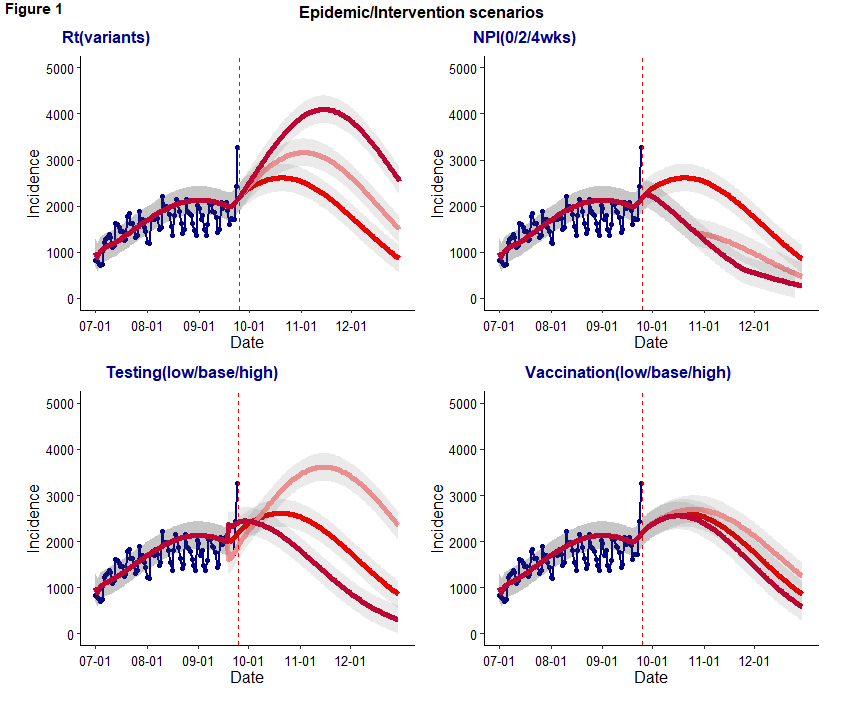 Figure 1
Epidemic/Intervention scenarios
Rt(variants)
5000
4000
3000
2000
1000
0
Incidence
07-01 08-01 09-01 10-01 11-01 12-01
Date
NPI(0/2/4wks)
5000
4000
3000
2000
1000
0
Incidence
07-01 08-01 09-01 10-01 11-01 12-01
Date
Testing(low/base/high)
5000
4000
3000
2000
1000
0
Incidence
07-01 08-01 09-01 10-01 11-01 12-01
Date
Vaccination(low/base/high)
5000
4000
3000
2000
1000
0
Incidence
07-01 08-01 09-01 10-01 11-01 12-01
Date